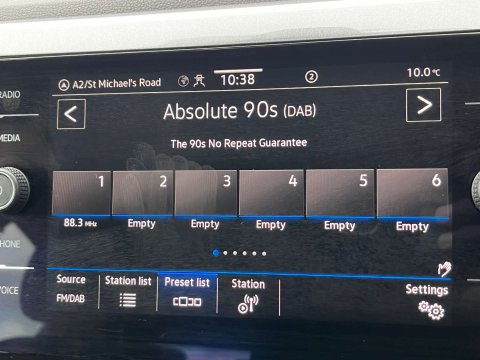 A2/St Michael's Road 10:38 2 10.0°C
RADIO
Absolute 90s (DAB)
< >
MEDIA
The 90s No Repeat Guarantee
1 2 3 4 5 6
88.3 MHz Empty Empty Empty Empty Empty
PHONE
Source Station list Preset list Station Settings
VOICE
FM/DAB